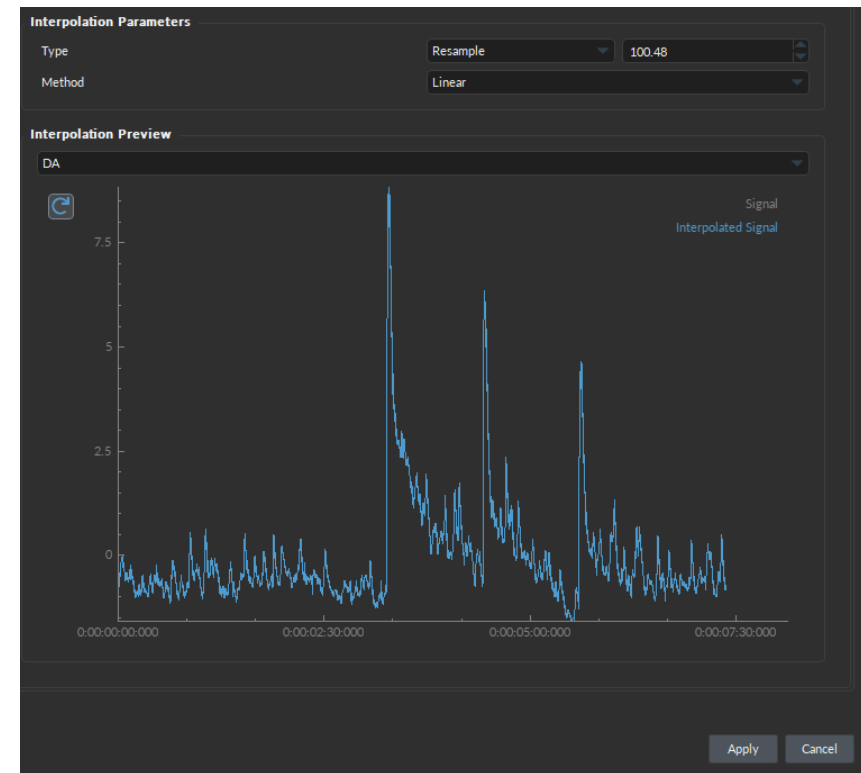 Interpolation Parameters
Type Resample 100.48
Method Linear
Interpolation Preview
DA
Signal
Interpolated Signal
7.5
5
2.5
0
0:00:00:00:000 0:00:02:30:000 0:00:05:00:000 0:00:07:30:000
Apply Cancel